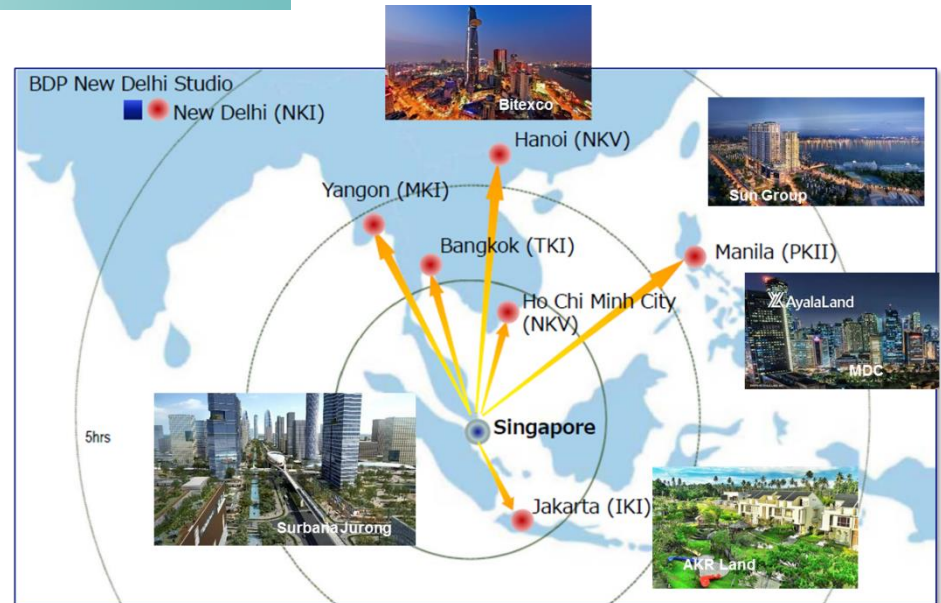 BDP New Delhi Studio
New Delhi (NKI)
Bitexco
Hanoi (NKV)
Sun Group
Yangon (MKI)
Bangkok (TKI)
Manila (PKII)
Ho Chi Minh City
(NKV)
AyalaLand
MDC
5hrs
Singapore
Surbana Jurong
Jakarta (IKI)
AKR Land